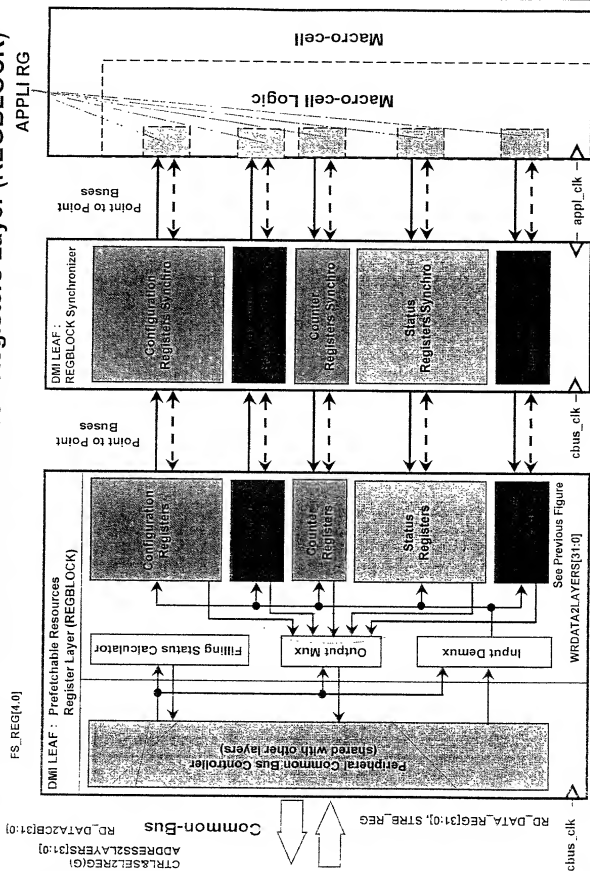 Registers Layer (REGBLOCK)
APPLI RG
FS_REG[4:0]
DMI LEAF : Prefetchable Resources
Register Layer (REGBLOCK)
DMI LEAF :
REGBLOCK Synchronizer
Macro-cell
Macro-cell Logic
Point to Point
Buses
Point to Point
Buses
Configuration
Registers
Counter
Registers
Status
Registers
Configuration
Registers Synchro
Counter
Registers Synchro
Status
Registers Synchro
Filling Status Calculator
Output Mux
Input Demux
Peripheral Common Bus Controller
(shared with other layers)
See Previous Figure
WRDATA2LAYERS[31:0]
Common-Bus
CTRL&SEL2REG(G)
ADDRESS2LAYERS[31:0]
RD_DATA2CB[31:0]
RD_DATA_REG[31:0], STRB_REG
cbus_clk
cbus_clk
appl_clk